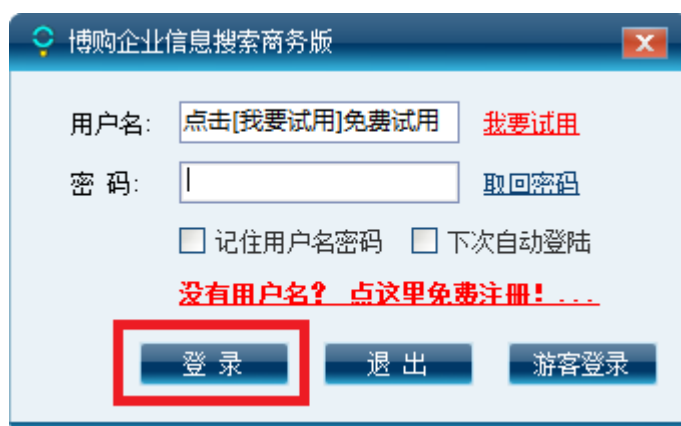 博购企业信息搜索商务版
用户名: 点击[我要试用]免费试用 我要试用
密 码: 取回密码
记住用户名密码 下次自动登陆
没有用户名? 点这里免费注册!...
登 录 退 出 游客登录